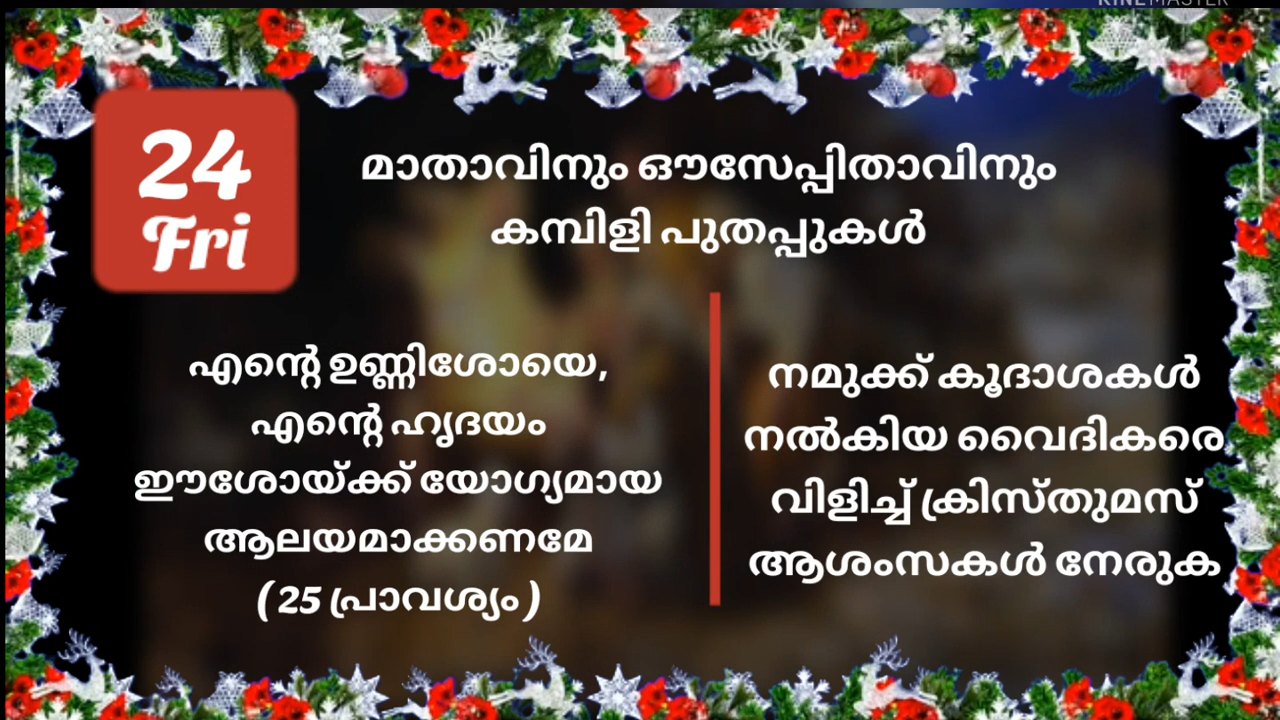 KINEMASTER
24
Fri
മാതാവിനും ഔസേപ്പിതാവിനും
കമ്പിളി പുതപ്പുകൾ
എന്റെ ഉണ്ണിശോയെ,
എന്റെ ഹൃദയം
ഈശോയ്ക്ക് യോഗ്യമായ
ആലയമാക്കണമേ
( 25 പ്രാവശ്യം )
നമുക്ക് കൂദാശകൾ
നൽകിയ വൈദികരെ
വിളിച്ച് ക്രിസ്തുമസ്
ആശംസകൾ നേരുക